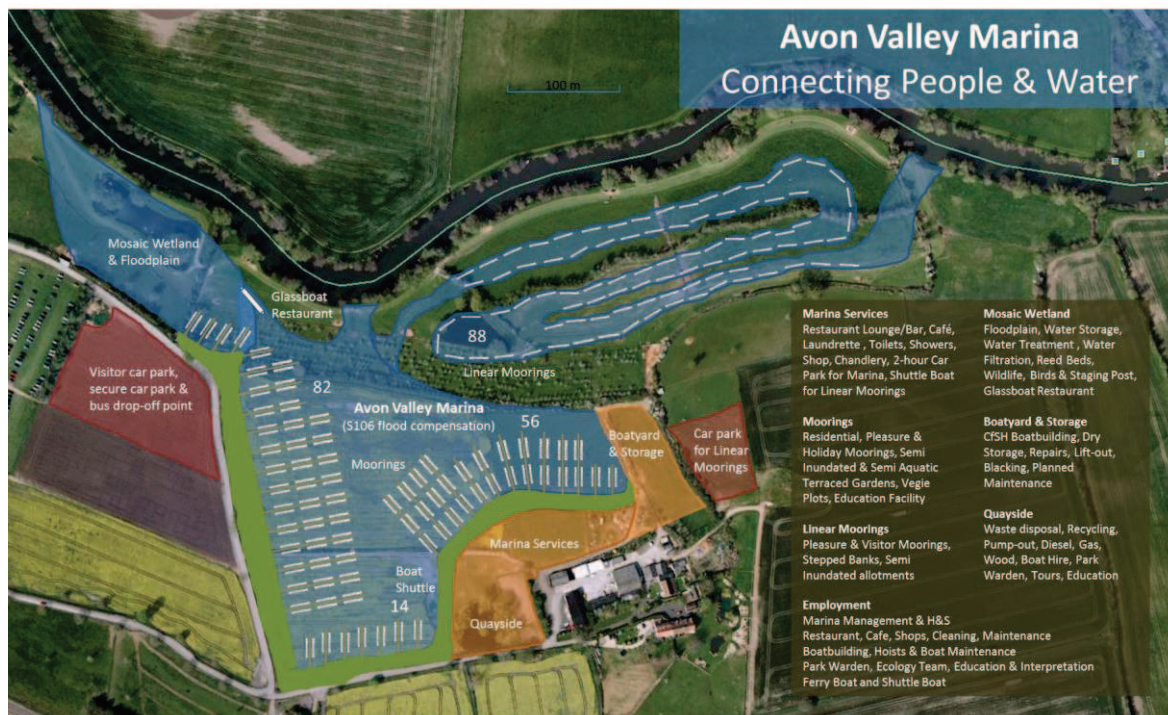 Avon Valley Marina
Connecting People & Water
100 m
Mosaic Wetland
& Floodplain
Glassboat
Restaurant
88
Linear Moorings
Visitor car park,
secure car park &
bus drop-off point
82
Avon Valley Marina
(S106 flood compensation)
56
Moorings
Boatyard
& Storage
Car park
for Linear
Moorings
Marina Services
Boat
Shuttle
14
Quayside
Marina Services
Restaurant Lounge/Bar, Café,
Laundrette , Toilets, Showers,
Shop, Chandlery, 2-hour Car
Park for Marina, Shuttle Boat
for Linear Moorings
Moorings
Residential, Pleasure &
Holiday Moorings, Semi
Inundated & Semi Aquatic
Terraced Gardens, Vegie
Plots, Education Facility
Linear Moorings
Pleasure & Visitor Moorings,
Stepped Banks, Semi
Inundated allotments
Mosaic Wetland
Floodplain, Water Storage,
Water Treatment , Water
Filtration, Reed Beds,
Wildlife, Birds & Staging Post,
Glassboat Restaurant
Boatyard & Storage
CfSH Boatbuilding, Dry
Storage, Repairs, Lift-out,
Blacking, Planned
Maintenance
Quayside
Waste disposal, Recycling,
Pump-out, Diesel, Gas,
Wood, Boat Hire, Park
Warden, Tours, Education
Employment
Marina Management & H&S
Restaurant, Cafe, Shops, Cleaning, Maintenance
Boatbuilding, Hoists & Boat Maintenance
Park Warden, Ecology Team, Education & Interpretation
Ferry Boat and Shuttle Boat